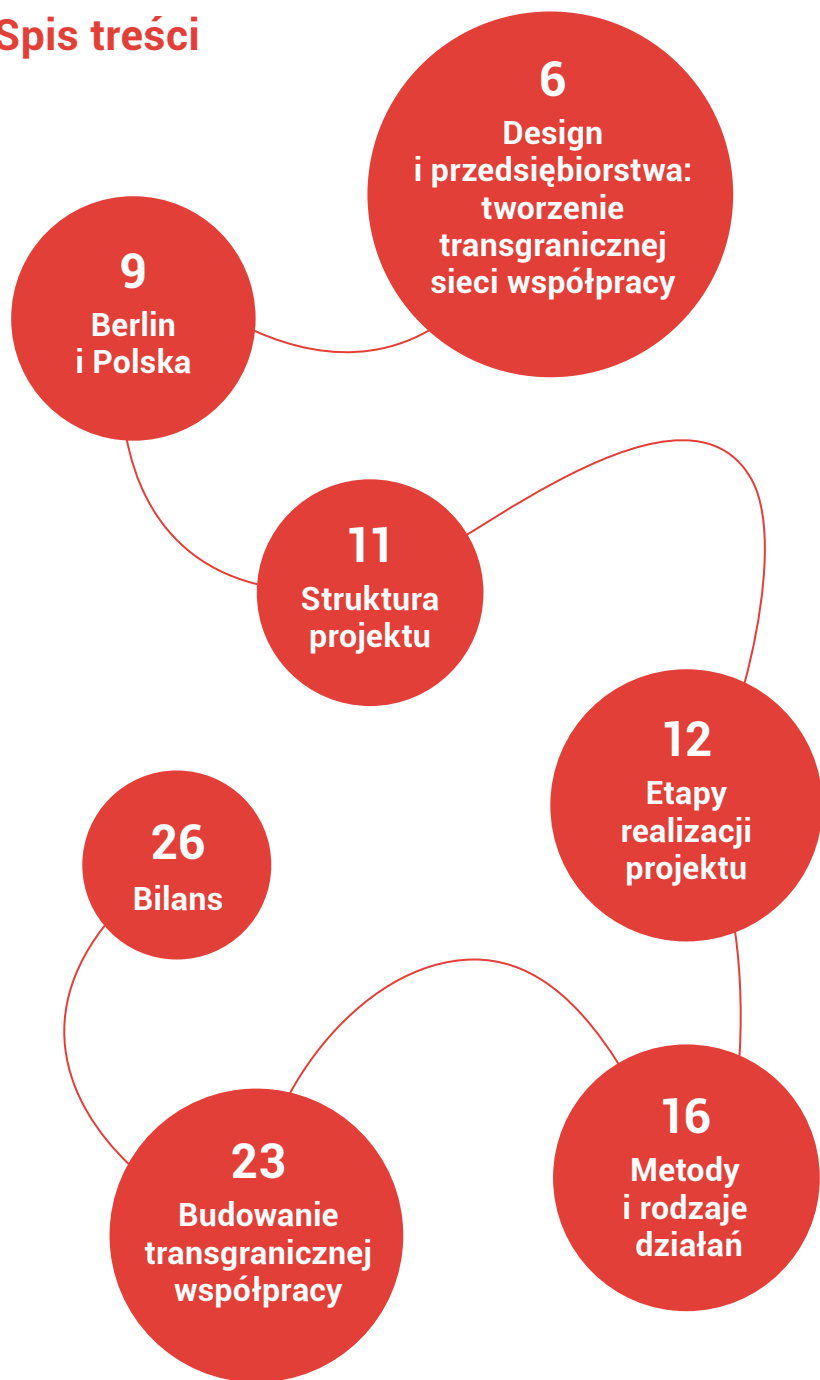 Spis treści
6
Design
i przedsiębiorstwa:
tworzenie
transgranicznej
sieci współpracy
9
Berlin
i Polska
11
Struktura
projektu
12
Etapy
realizacji
projektu
16
Metody
i rodzaje
działań
23
Budowanie
transgranicznej
współpracy
26
Bilans